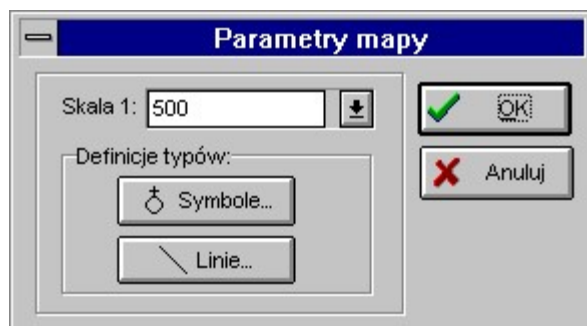 Parametry mapy
Skala 1: 500
OK
Definicje typów:
Anuluj
Symbole...
Linie...